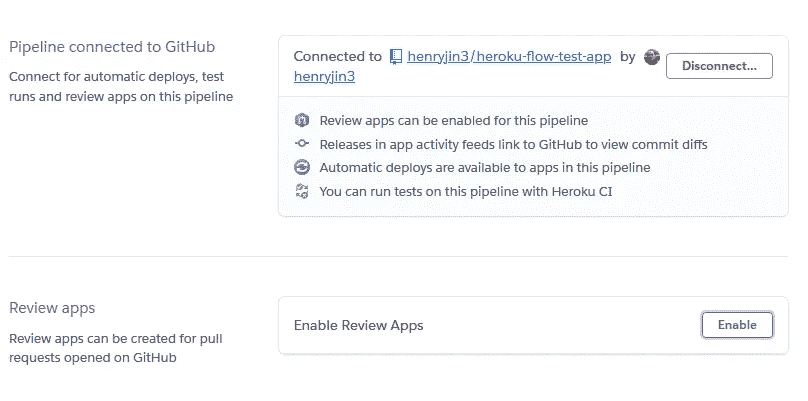 Pipeline connected to GitHub
Connect for automatic deploys, test
runs and review apps on this pipeline
Connected to henryjin3/heroku-flow-test-app by
henryjin3
Disconnect...
Review apps can be enabled for this pipeline
Releases in app activity feeds link to GitHub to view commit diffs
Automatic deploys are available to apps in this pipeline
You can run tests on this pipeline with Heroku CI
Review apps
Review apps can be created for pull
requests opened on GitHub
Enable Review Apps
Enable